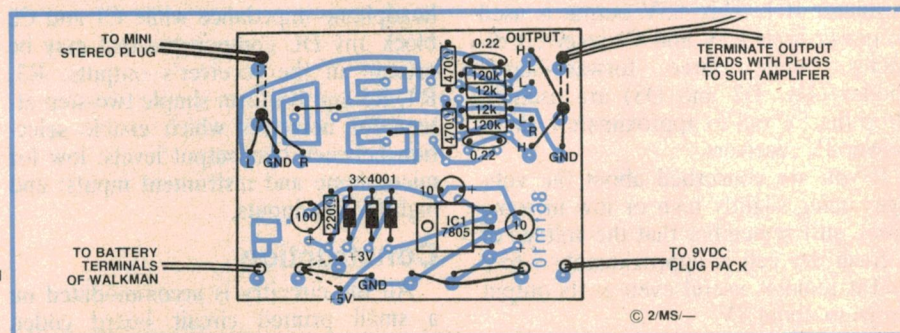 TO MINI
STEREO PLUG
L GND R
470Ω
470Ω
0.22
120k
12k
12k
120k
0.22
OUTPUT
H
L
L
R
H
GND
TERMINATE OUTPUT
LEADS WITH PLUGS
TO SUIT AMPLIFIER
3×4001
100
+
220Ω
10
+
IC1
7805
10
TO BATTERY
TERMINALS
OF WALKMAN
+3V
GND
5V
TO 9VDC
PLUG PACK
© 2/MS/—